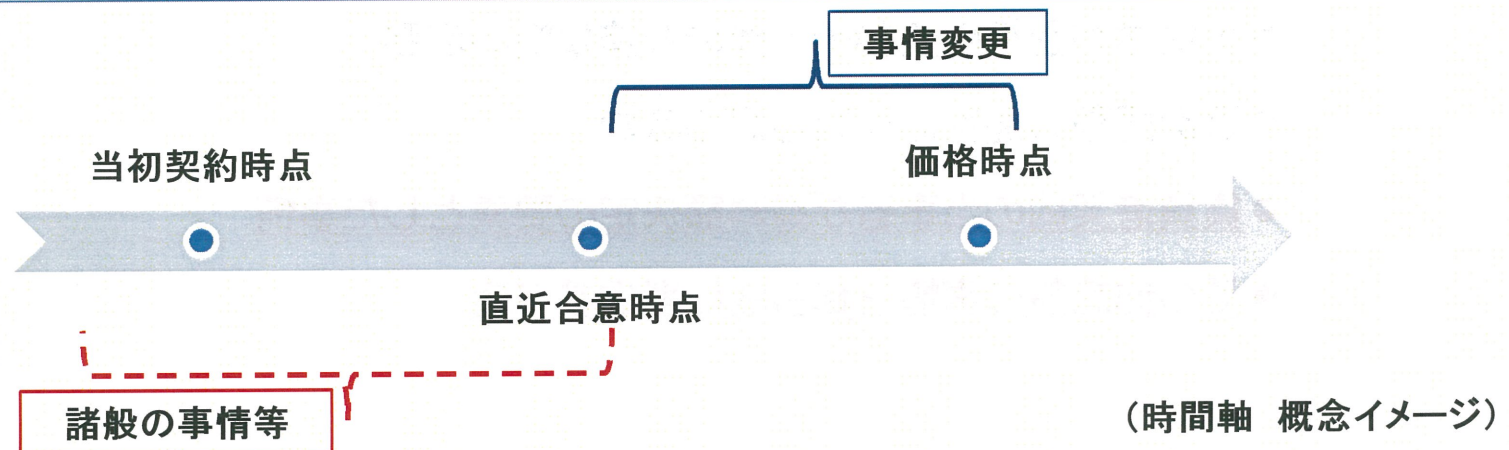 事情変更
当初契約時点
価格時点
直近合意時点
諸般の事情等
（時間軸 概念イメージ）